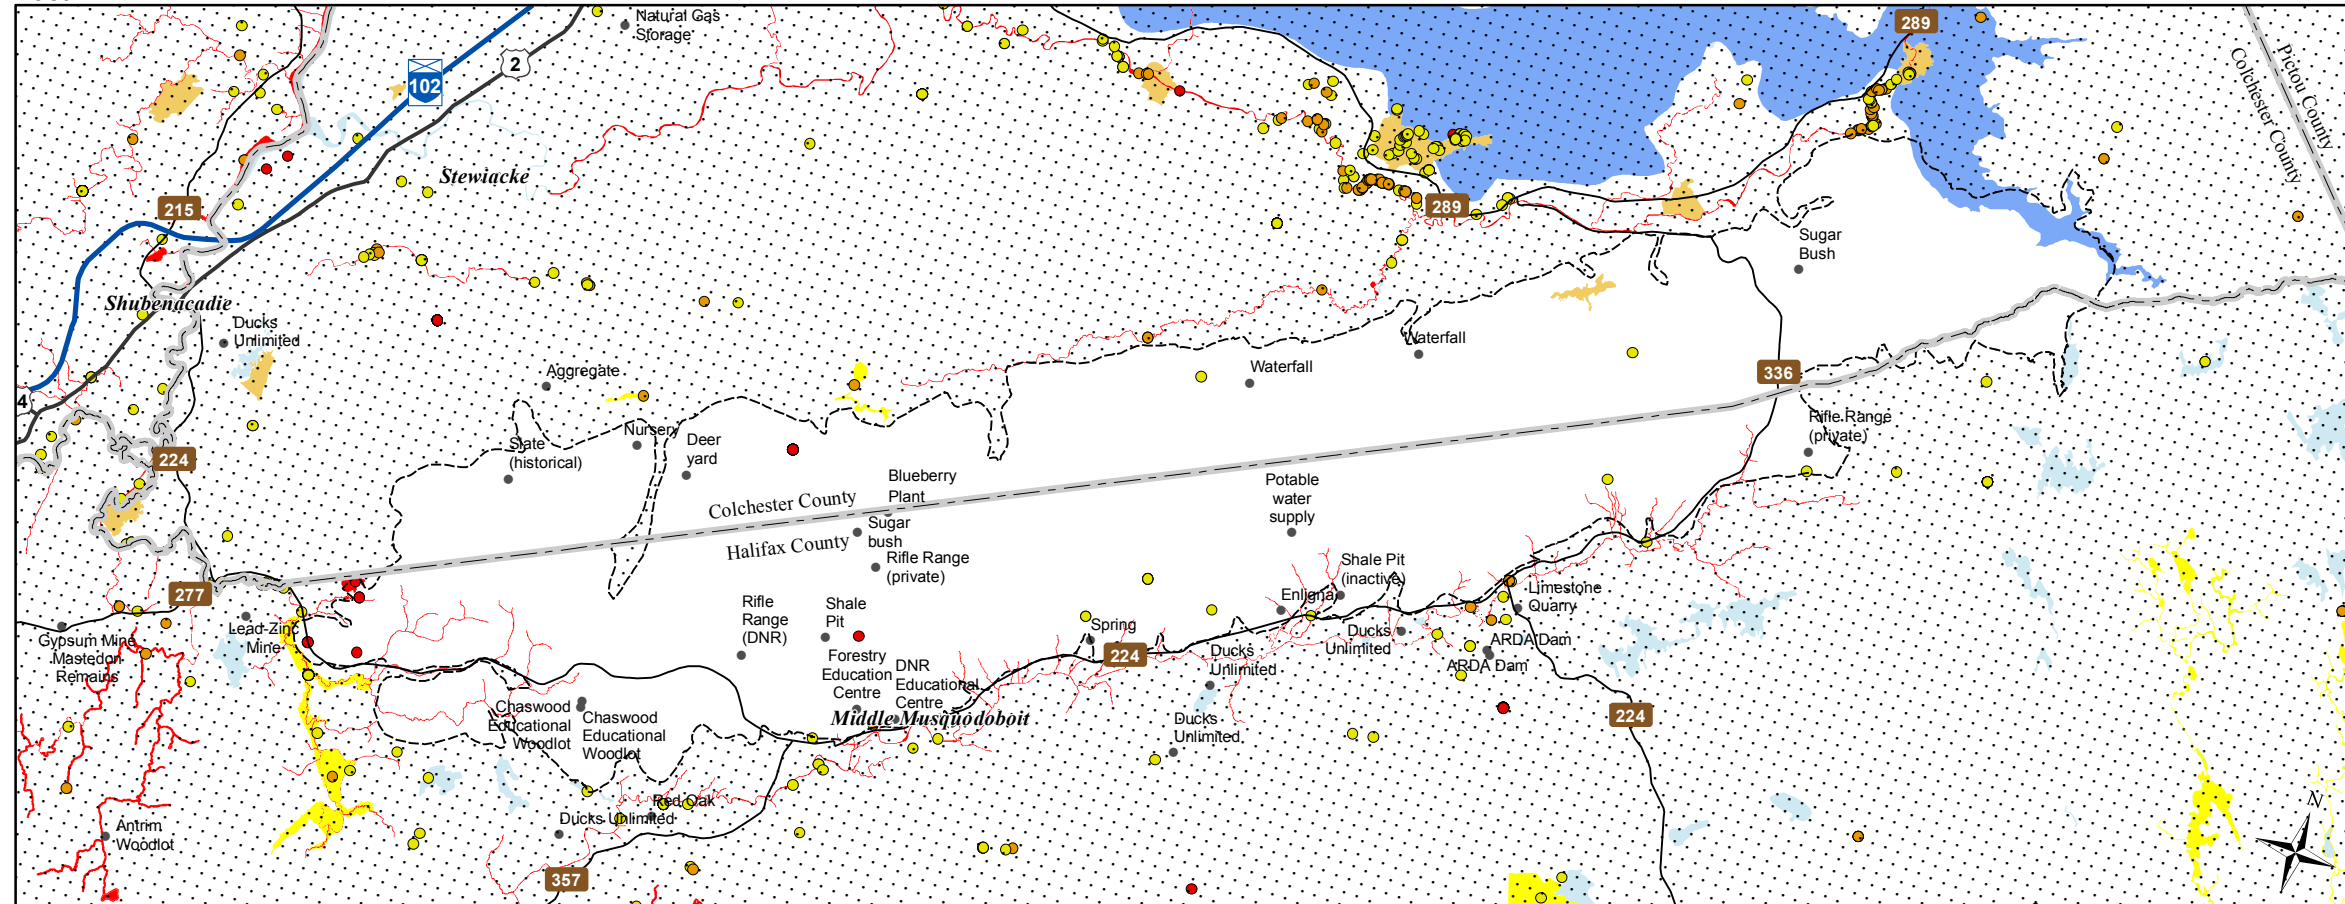 Natural Gas
Storage
289
2
102
Pictou County
Colchester County
Stewiacke
215
289
Sugar
Bush
Shubenacadie
Ducks
Unlimited
Waterfall
Waterfall
Aggregate
336
4
Rifle Range
(private)
Nursery
Deer
yard
Slate
(historical)
224
Blueberry
Plant
Colchester County
Potable
water
supply
Sugar
bush
Halifax County
Rifle Range
(private)
Shale Pit
(inactive)
277
Enligna
Limestone
Quarry
Rifle
Range
(DNR)
Shale
Pit
Gypsum Mine
Mastedon
Remains
Lead-Zinc
Mine
Spring
Ducks
Unlimited
ARDA Dam
ARDA Dam
224
Ducks
Unlimited
Forestry
Education
Centre
DNR
Educational
Centre
Chaswood
Educational
Woodlot
Chaswood
Educational
Woodlot
Middle Musquodoboit
Ducks
Unlimited
224
Red Oak
Ducks Unlimited
Antrim
Woodlot
N
357